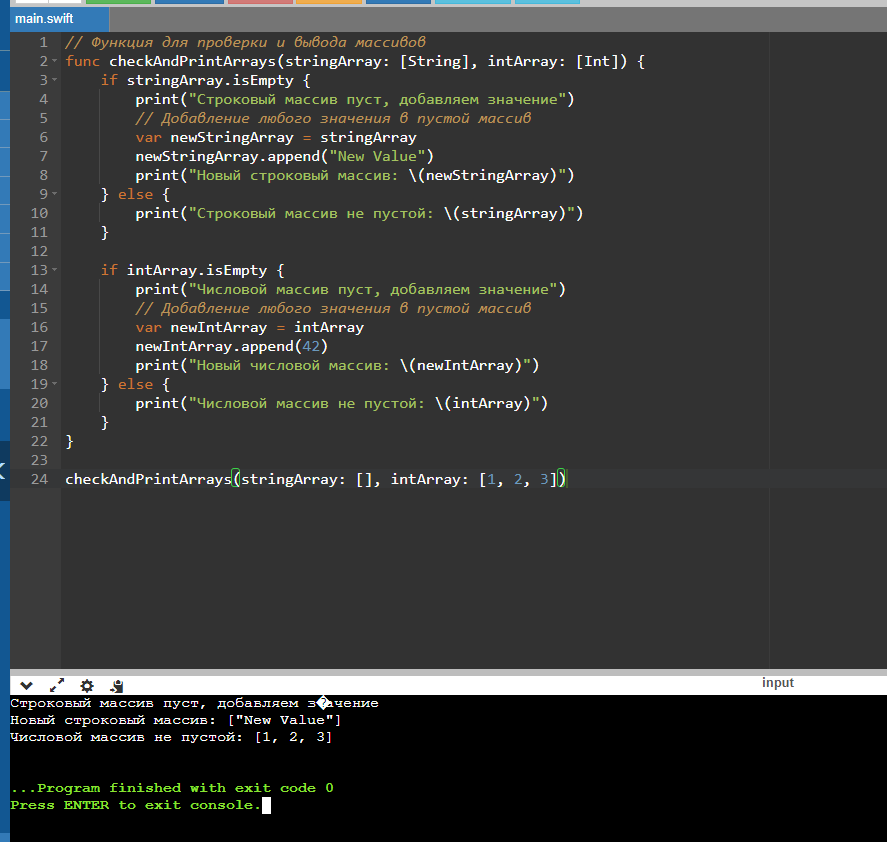 main.swift
1 // Функция для проверки и вывода массивов
2 func checkAndPrintArrays(stringArray: [String], intArray: [Int]) {
3     if stringArray.isEmpty {
4         print("Строковый массив пуст, добавляем значение")
5         // Добавление любого значения в пустой массив
6         var newStringArray = stringArray
7         newStringArray.append("New Value")
8         print("Новый строковый массив: \(newStringArray)")
9     } else {
10         print("Строковый массив не пустой: \(stringArray)")
11     }
12
13     if intArray.isEmpty {
14         print("Числовой массив пуст, добавляем значение")
15         // Добавление любого значения в пустой массив
16         var newIntArray = intArray
17         newIntArray.append(42)
18         print("Новый числовой массив: \(newIntArray)")
19     } else {
20         print("Числовой массив не пустой: \(intArray)")
21     }
22 }
23
24 checkAndPrintArrays(stringArray: [], intArray: [1, 2, 3])
input
Строковый массив пуст, добавляем з�ачение
Новый строковый массив: ["New Value"]
Числовой массив не пустой: [1, 2, 3]
...Program finished with exit code 0
Press ENTER to exit console.